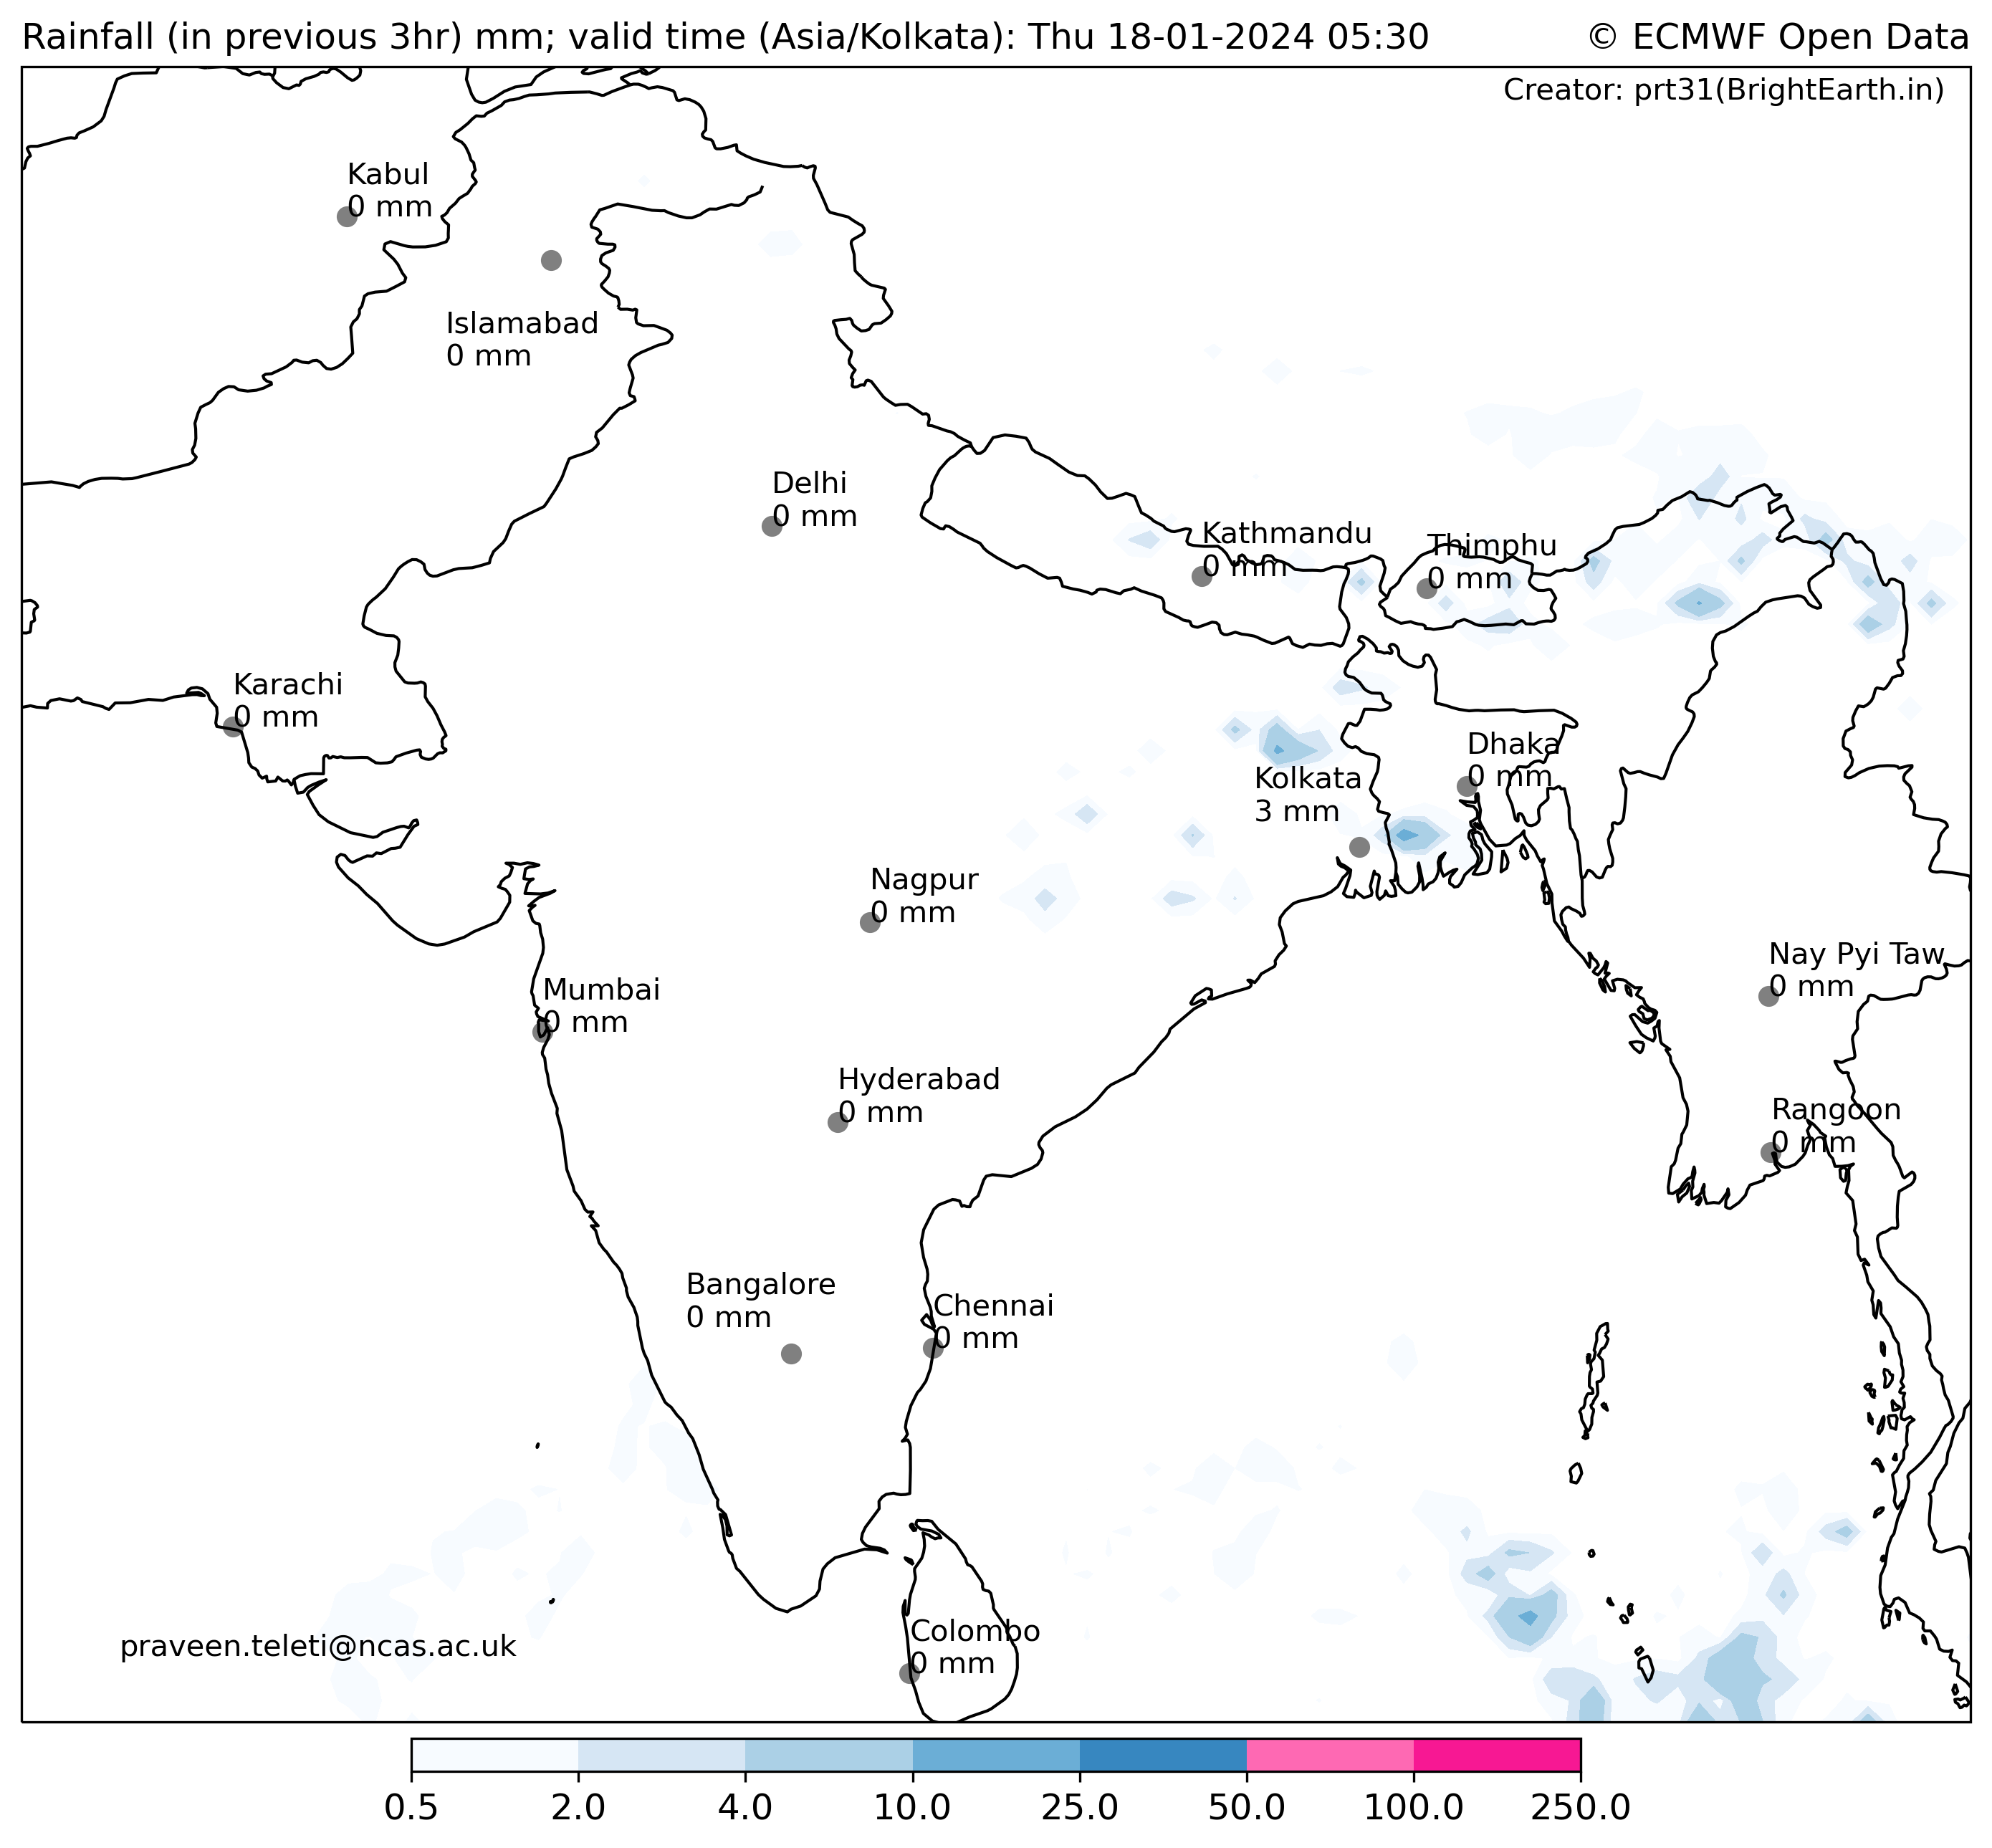 Rainfall (in previous 3hr) mm; valid time (Asia/Kolkata): Thu 18-01-2024 05:30
© ECMWF Open Data
Creator: prt31(BrightEarth.in)
Kabul
0 mm
Islamabad
0 mm
Delhi
0 mm
Kathmandu
0 mm
Thimphu
0 mm
Karachi
0 mm
Dhaka
0 mm
Kolkata
3 mm
Nagpur
0 mm
Nay Pyi Taw
0 mm
Mumbai
0 mm
Hyderabad
0 mm
Rangoon
0 mm
Bangalore
0 mm
Chennai
0 mm
Colombo
0 mm
praveen.teleti@ncas.ac.uk
0.5 2.0 4.0 10.0 25.0 50.0 100.0 250.0